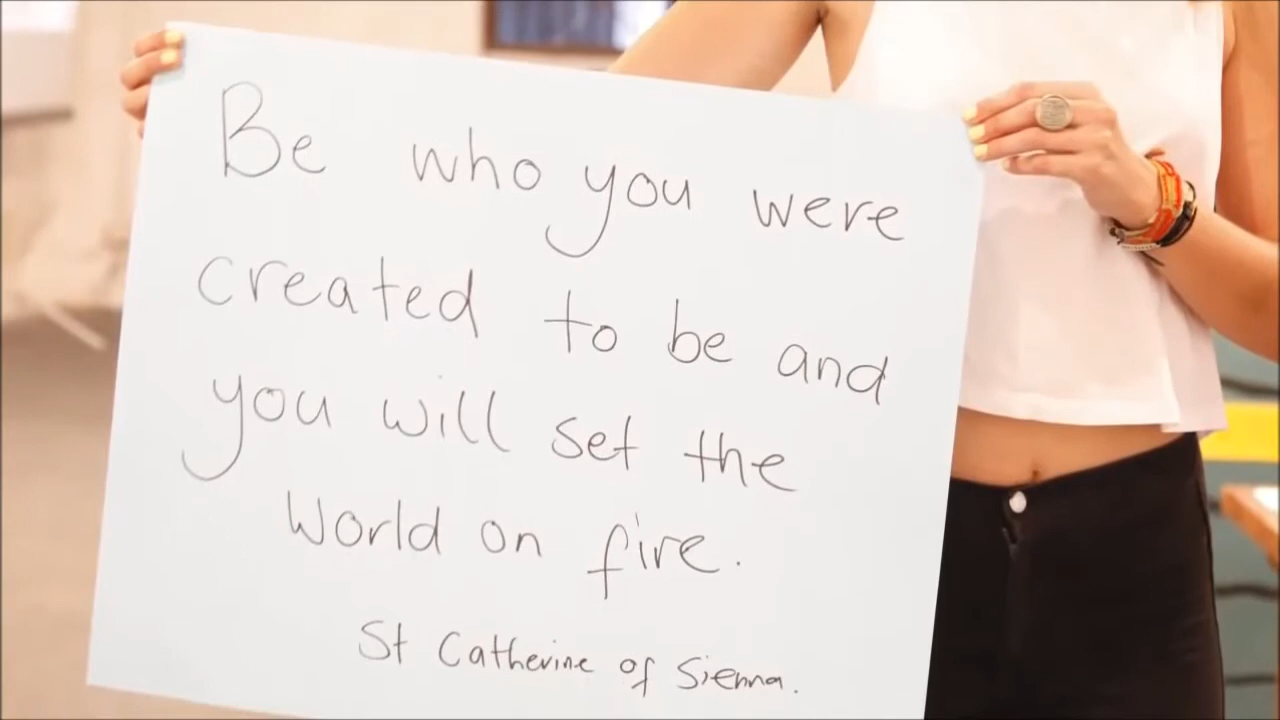 Be who you were
created to be and
you will set the
World on fire.
St Catherine of Sienna.